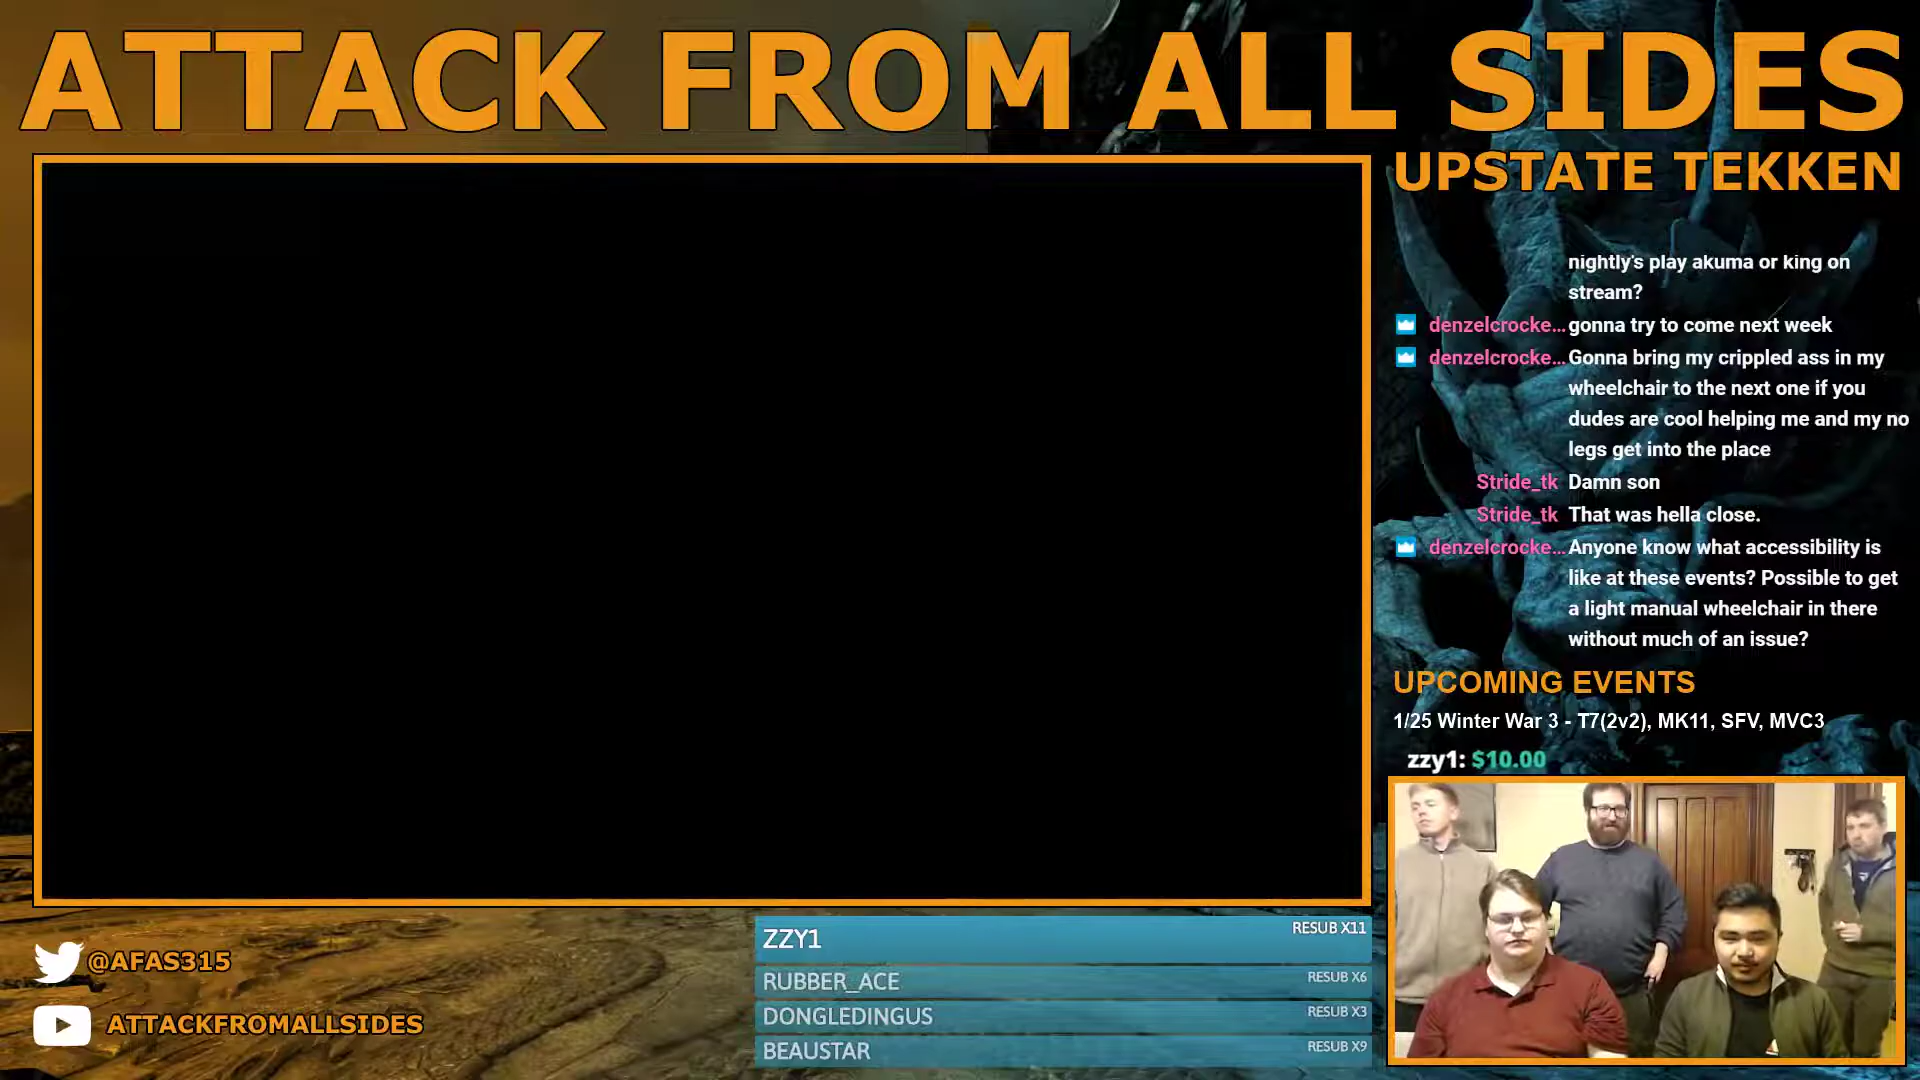 ATTACK FROM ALL SIDES
UPSTATE TEKKEN
nightly's play akuma or king on
stream?
denzelcrocke... gonna try to come next week
denzelcrocke... Gonna bring my crippled ass in my
wheelchair to the next one if you
dudes are cool helping me and my no
legs get into the place
Stride_tk Damn son
Stride_tk That was hella close.
denzelcrocke... Anyone know what accessibility is
like at these events? Possible to get
a light manual wheelchair in there
without much of an issue?
UPCOMING EVENTS
1/25 Winter War 3 - T7(2v2), MK11, SFV, MVC3
zzy1: $10.00
ZZY1 RESUB X11
RUBBER_ACE RESUB X6
DONGLEDINGUS RESUB X3
BEAUSTAR RESUB X9
@AFAS315
ATTACKFROMALLSIDES